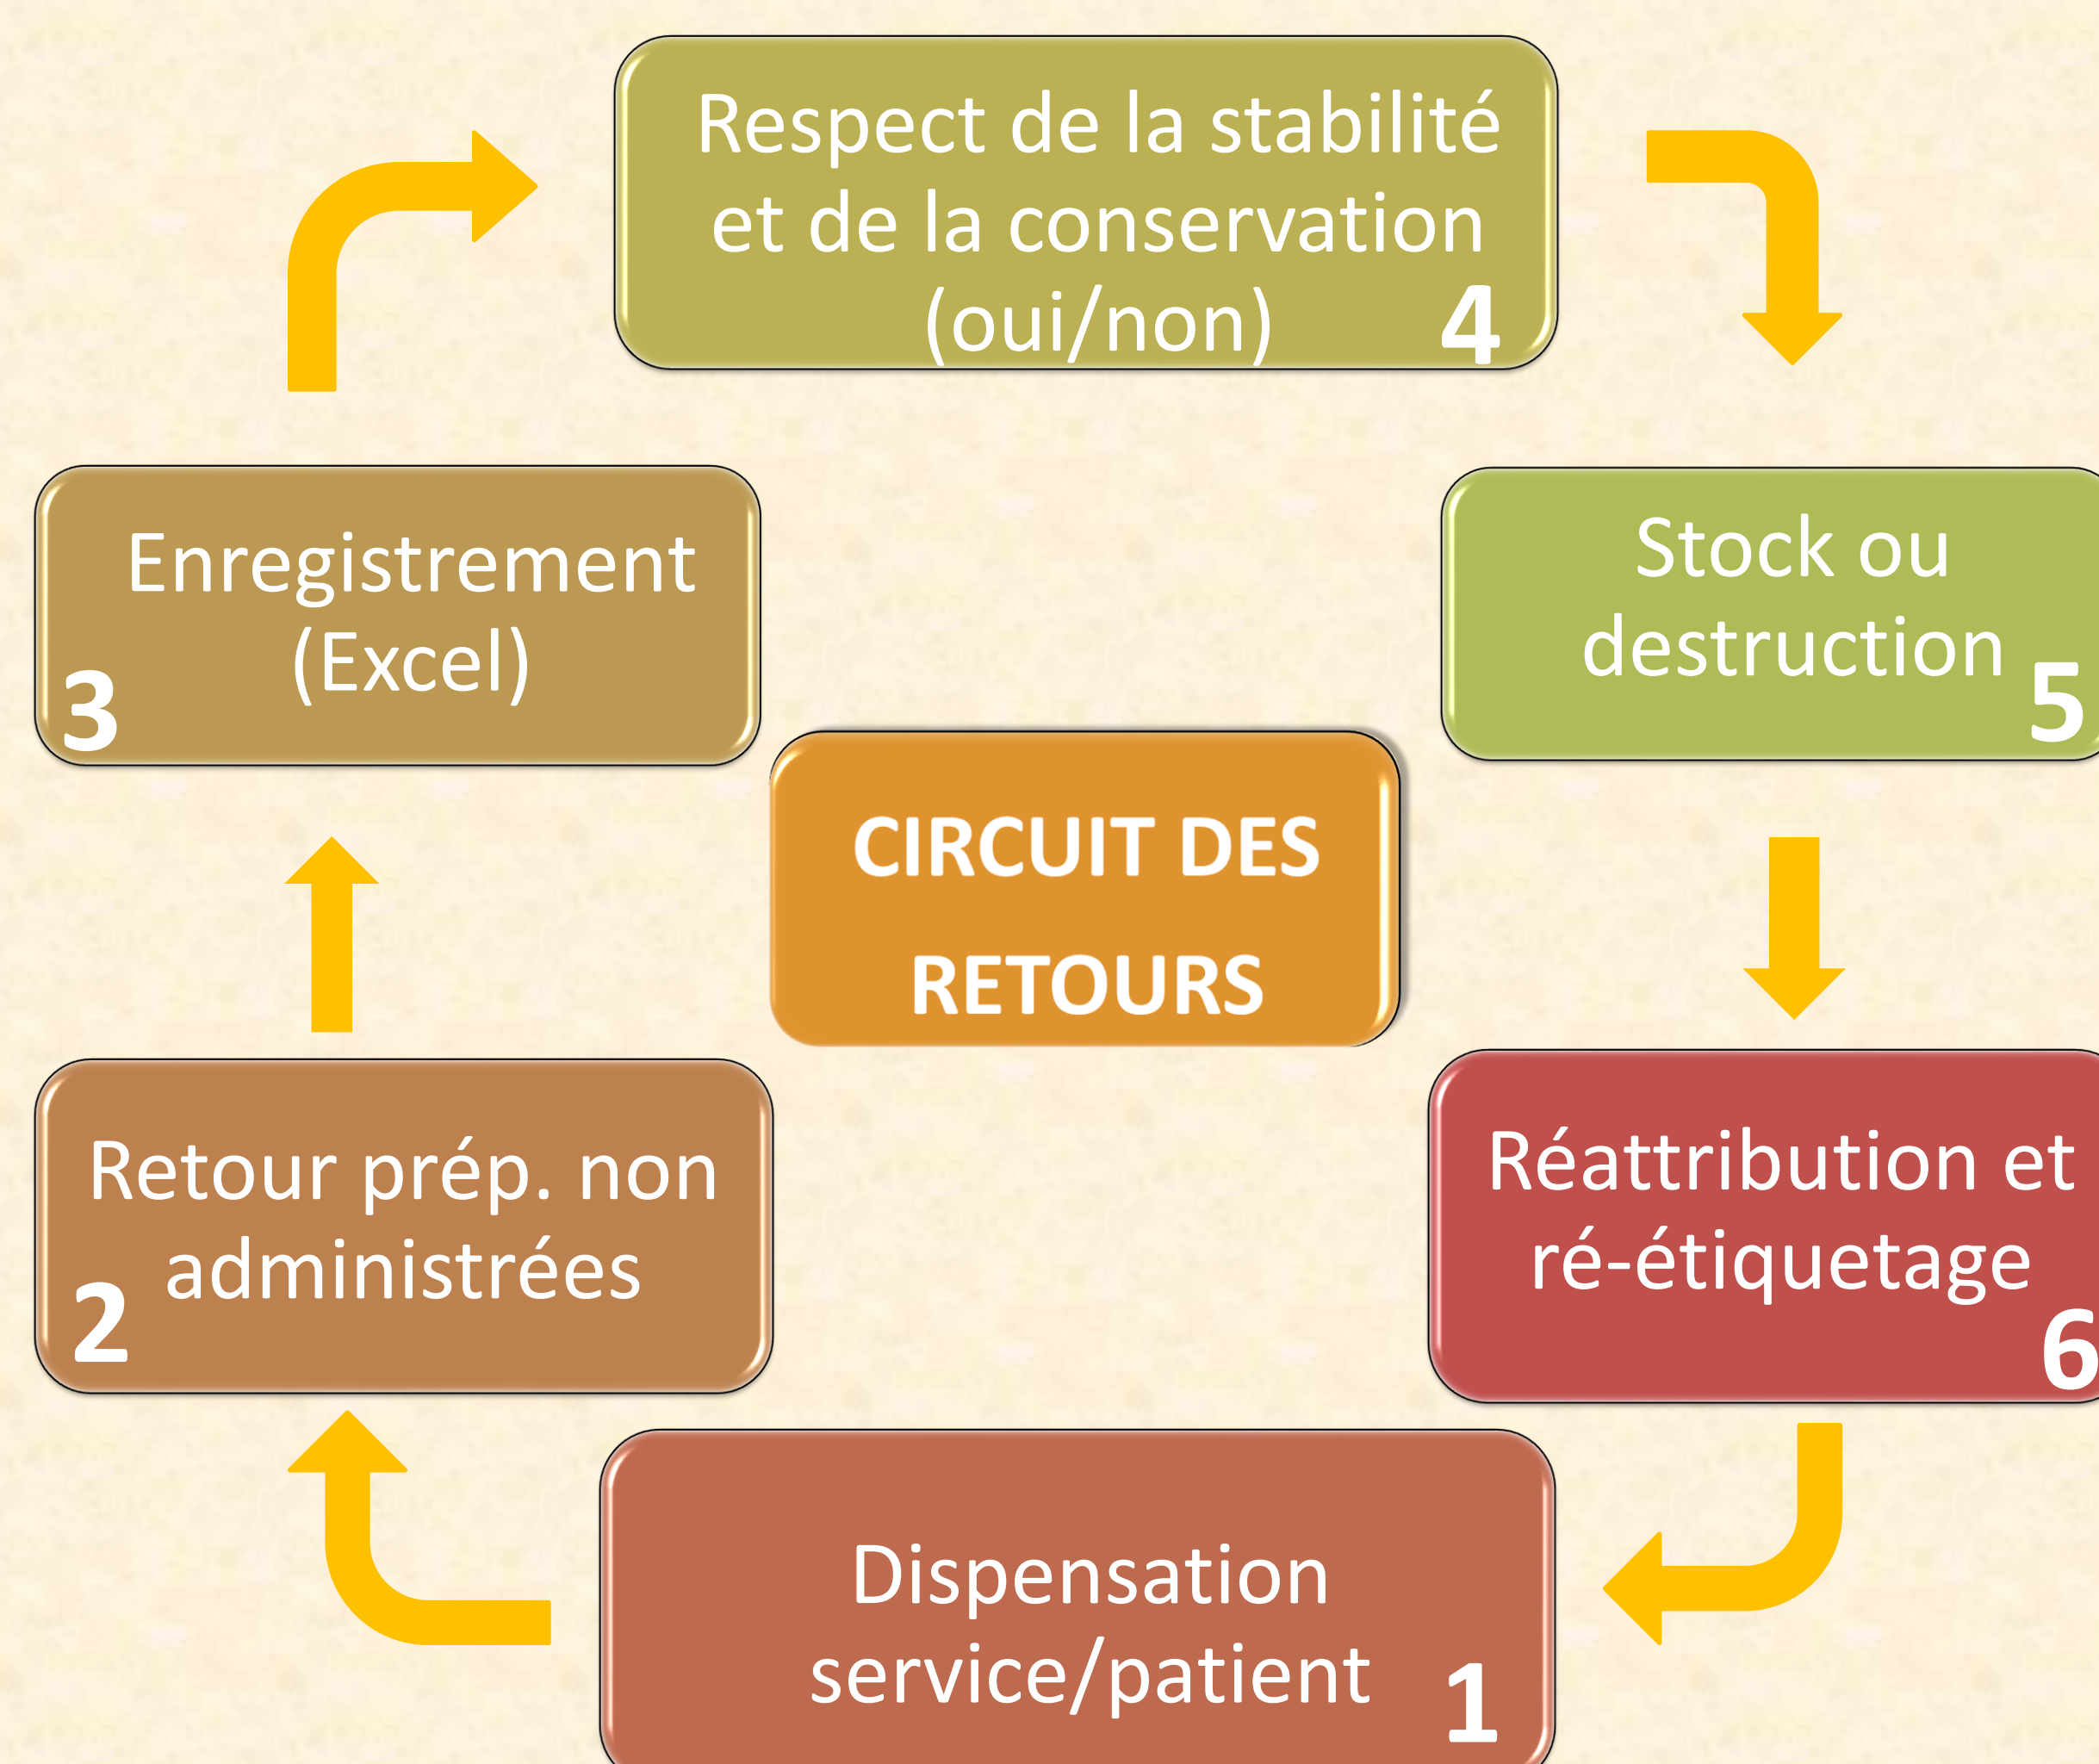 Respect de la stabilité
et de la conservation
(oui/non)
4
Enregistrement
(Excel)
3
Stock ou
destruction
5
CIRCUIT DES
RETOURS
Retour prép. non
administrées
2
Réattribution et
ré-étiquetage
6
Dispensation
service/patient
1